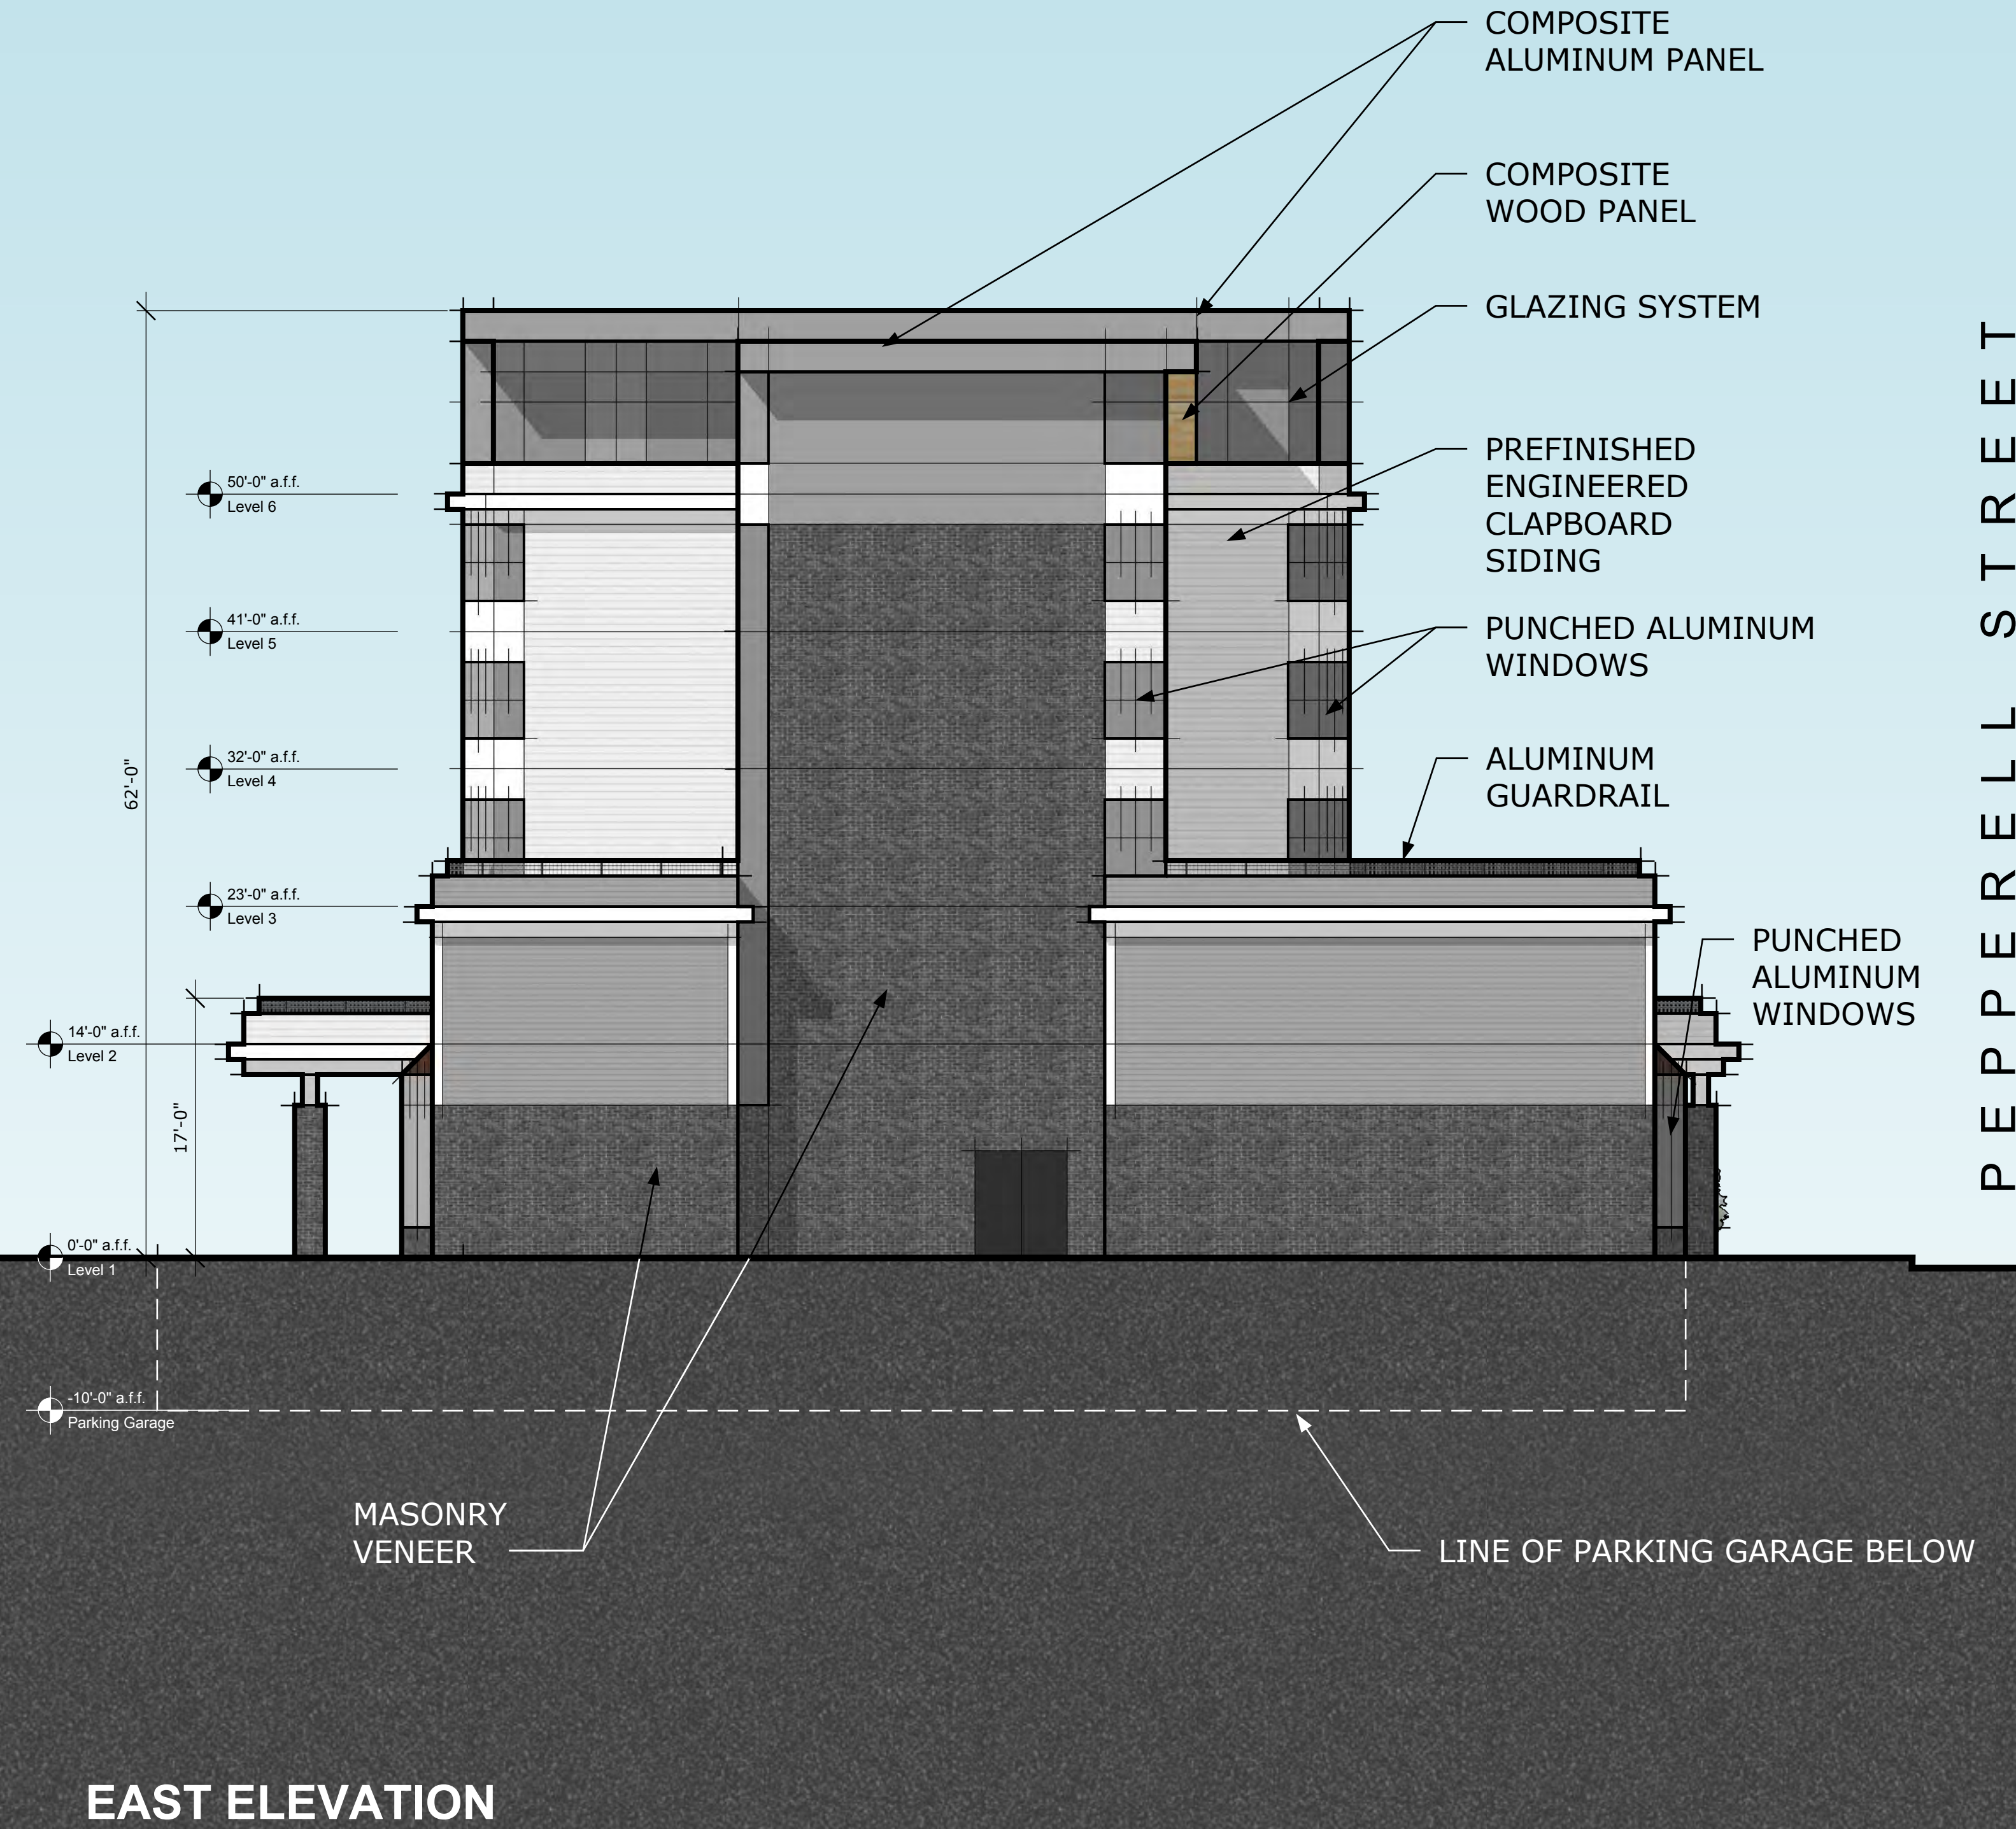 COMPOSITE
ALUMINUM PANEL
COMPOSITE
WOOD PANEL
GLAZING SYSTEM
PREFINISHED
ENGINEERED
CLAPBOARD
SIDING
PUNCHED ALUMINUM
WINDOWS
ALUMINUM
GUARDRAIL
PUNCHED
ALUMINUM
WINDOWS
PEPPERELL STREET
50'-0" a.f.f.
Level 6
41'-0" a.f.f.
Level 5
32'-0" a.f.f.
Level 4
23'-0" a.f.f.
Level 3
14'-0" a.f.f.
Level 2
0'-0" a.f.f.
Level 1
-10'-0" a.f.f.
Parking Garage
62'-0"
17'-0"
MASONRY
VENEER
LINE OF PARKING GARAGE BELOW
EAST ELEVATION